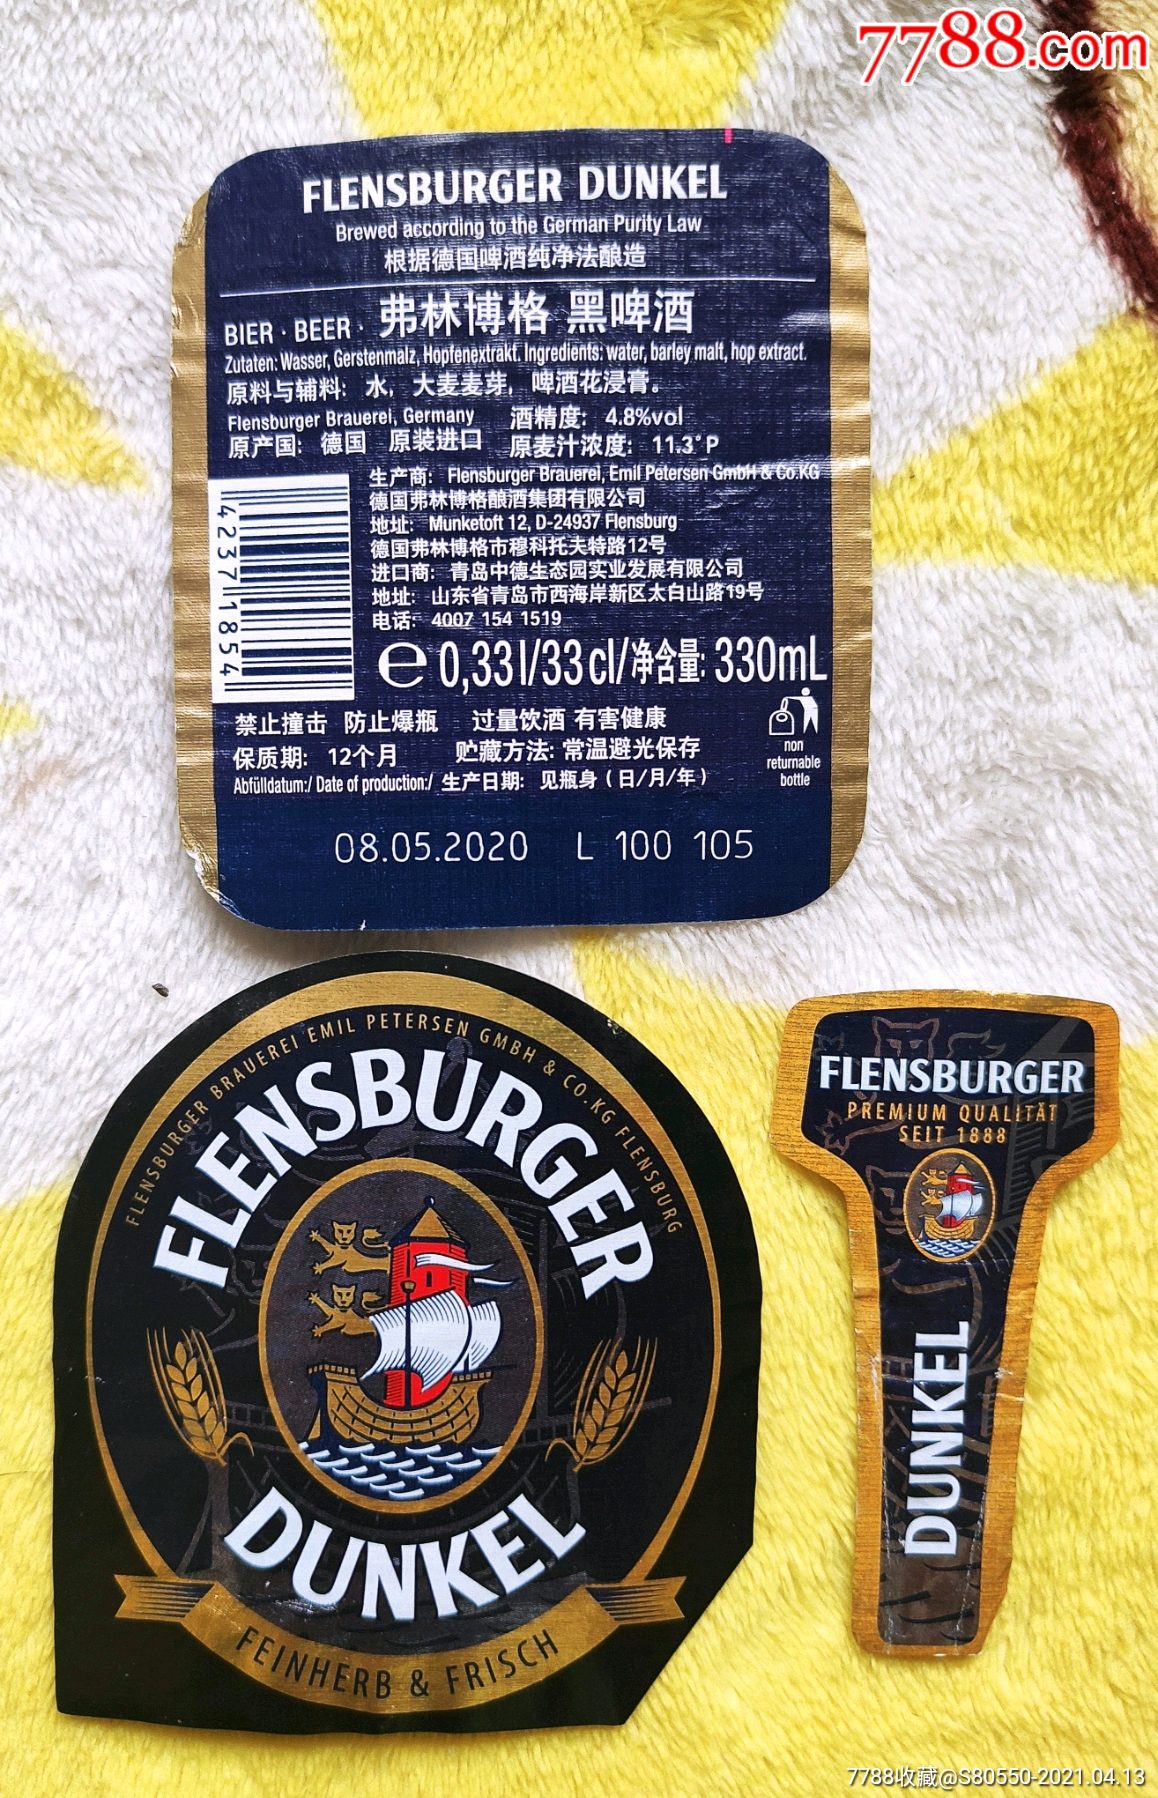 7788.com
FLENSBURGER DUNKEL
Brewed according to the German Purity Law
根据德国啤酒纯净法酿造
BIER · BEER · 弗林博格 黑啤酒
Zutaten: Wasser, Gerstenmalz, Hopfenextrakt. Ingredients: water, barley malt, hop extract.
原料与辅料: 水, 大麦麦芽, 啤酒花浸膏。
Flensburger Brauerei, Germany 酒精度: 4.8%vol
原产国: 德国 原装进口 原麦汁浓度: 11.3°P
生产商: Flensburger Brauerei, Emil Petersen GmbH & Co.KG
德国弗林博格酿酒集团有限公司
地址: Munketoft 12, D-24937 Flensburg
德国弗林博格市穆科托夫特路12号
进口商: 青岛中德生态园实业发展有限公司
地址: 山东省青岛市西海岸新区太白山路19号
电话: 4007 154 1519
42371854
e 0,33 l/33 cl/净含量: 330mL
禁止撞击 防止爆瓶 过量饮酒 有害健康
保质期: 12个月 贮藏方法: 常温避光保存
Abfülldatum:/ Date of production:/ 生产日期: 见瓶身 (日/月/年)
non
returnable
bottle
08.05.2020 L 100 105
FLENSBURGER BRAUEREI EMIL PETERSEN GMBH & CO.KG FLENSBURG
FLENSBURGER
DUNKEL
FEINHERB & FRISCH
FLENSBURGER
PREMIUM QUALITÄT
SEIT 1888
DUNKEL
7788收藏@S80550-2021.04.13